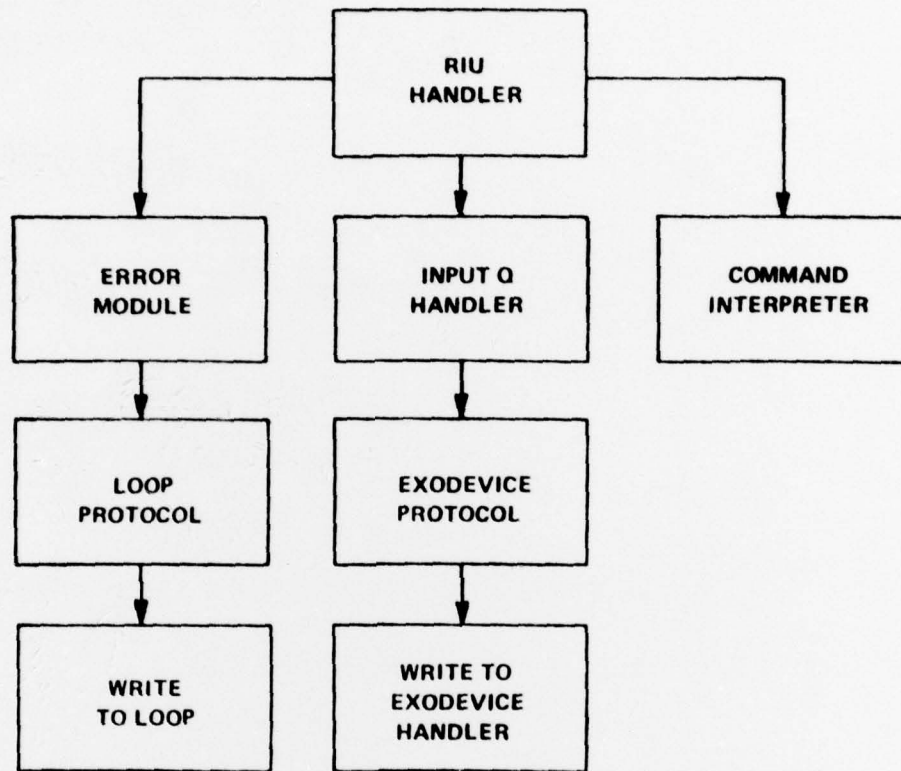 RIU
HANDLER
ERROR
MODULE
INPUT Q
HANDLER
COMMAND
INTERPRETER
LOOP
PROTOCOL
EXODEVICE
PROTOCOL
WRITE
TO LOOP
WRITE TO
EXODEVICE
HANDLER